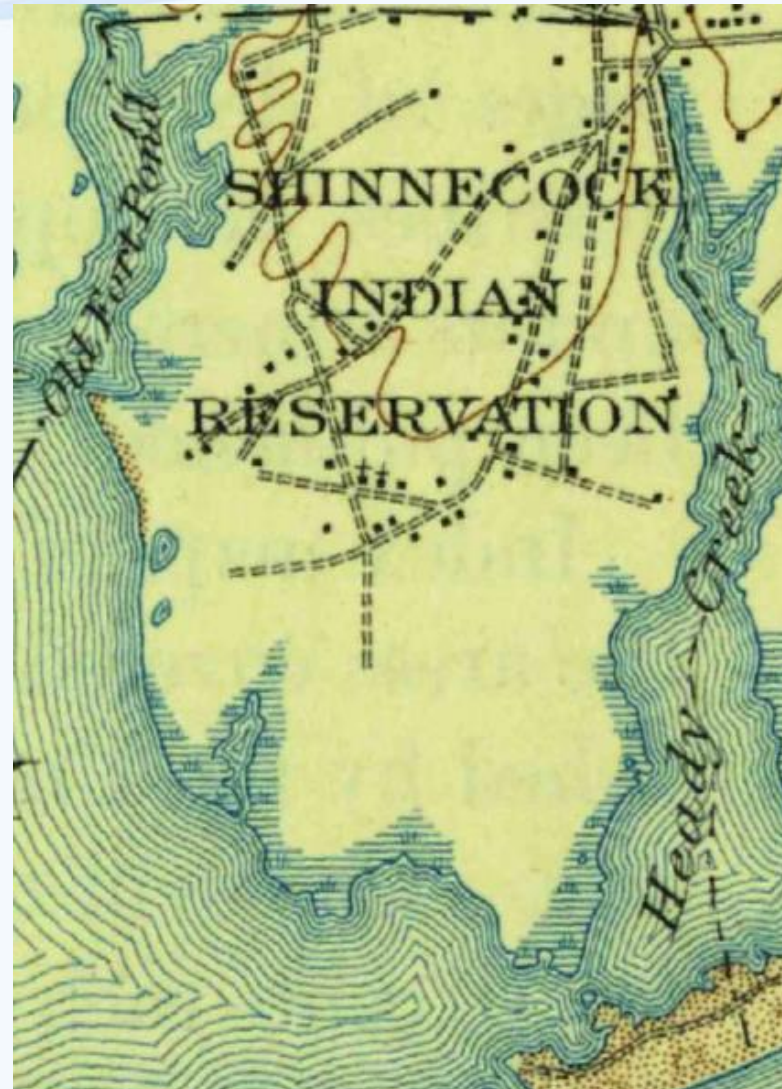 Old Fort Pond
SHINNECOCK
INDIAN
RESERVATION
Heady Creek